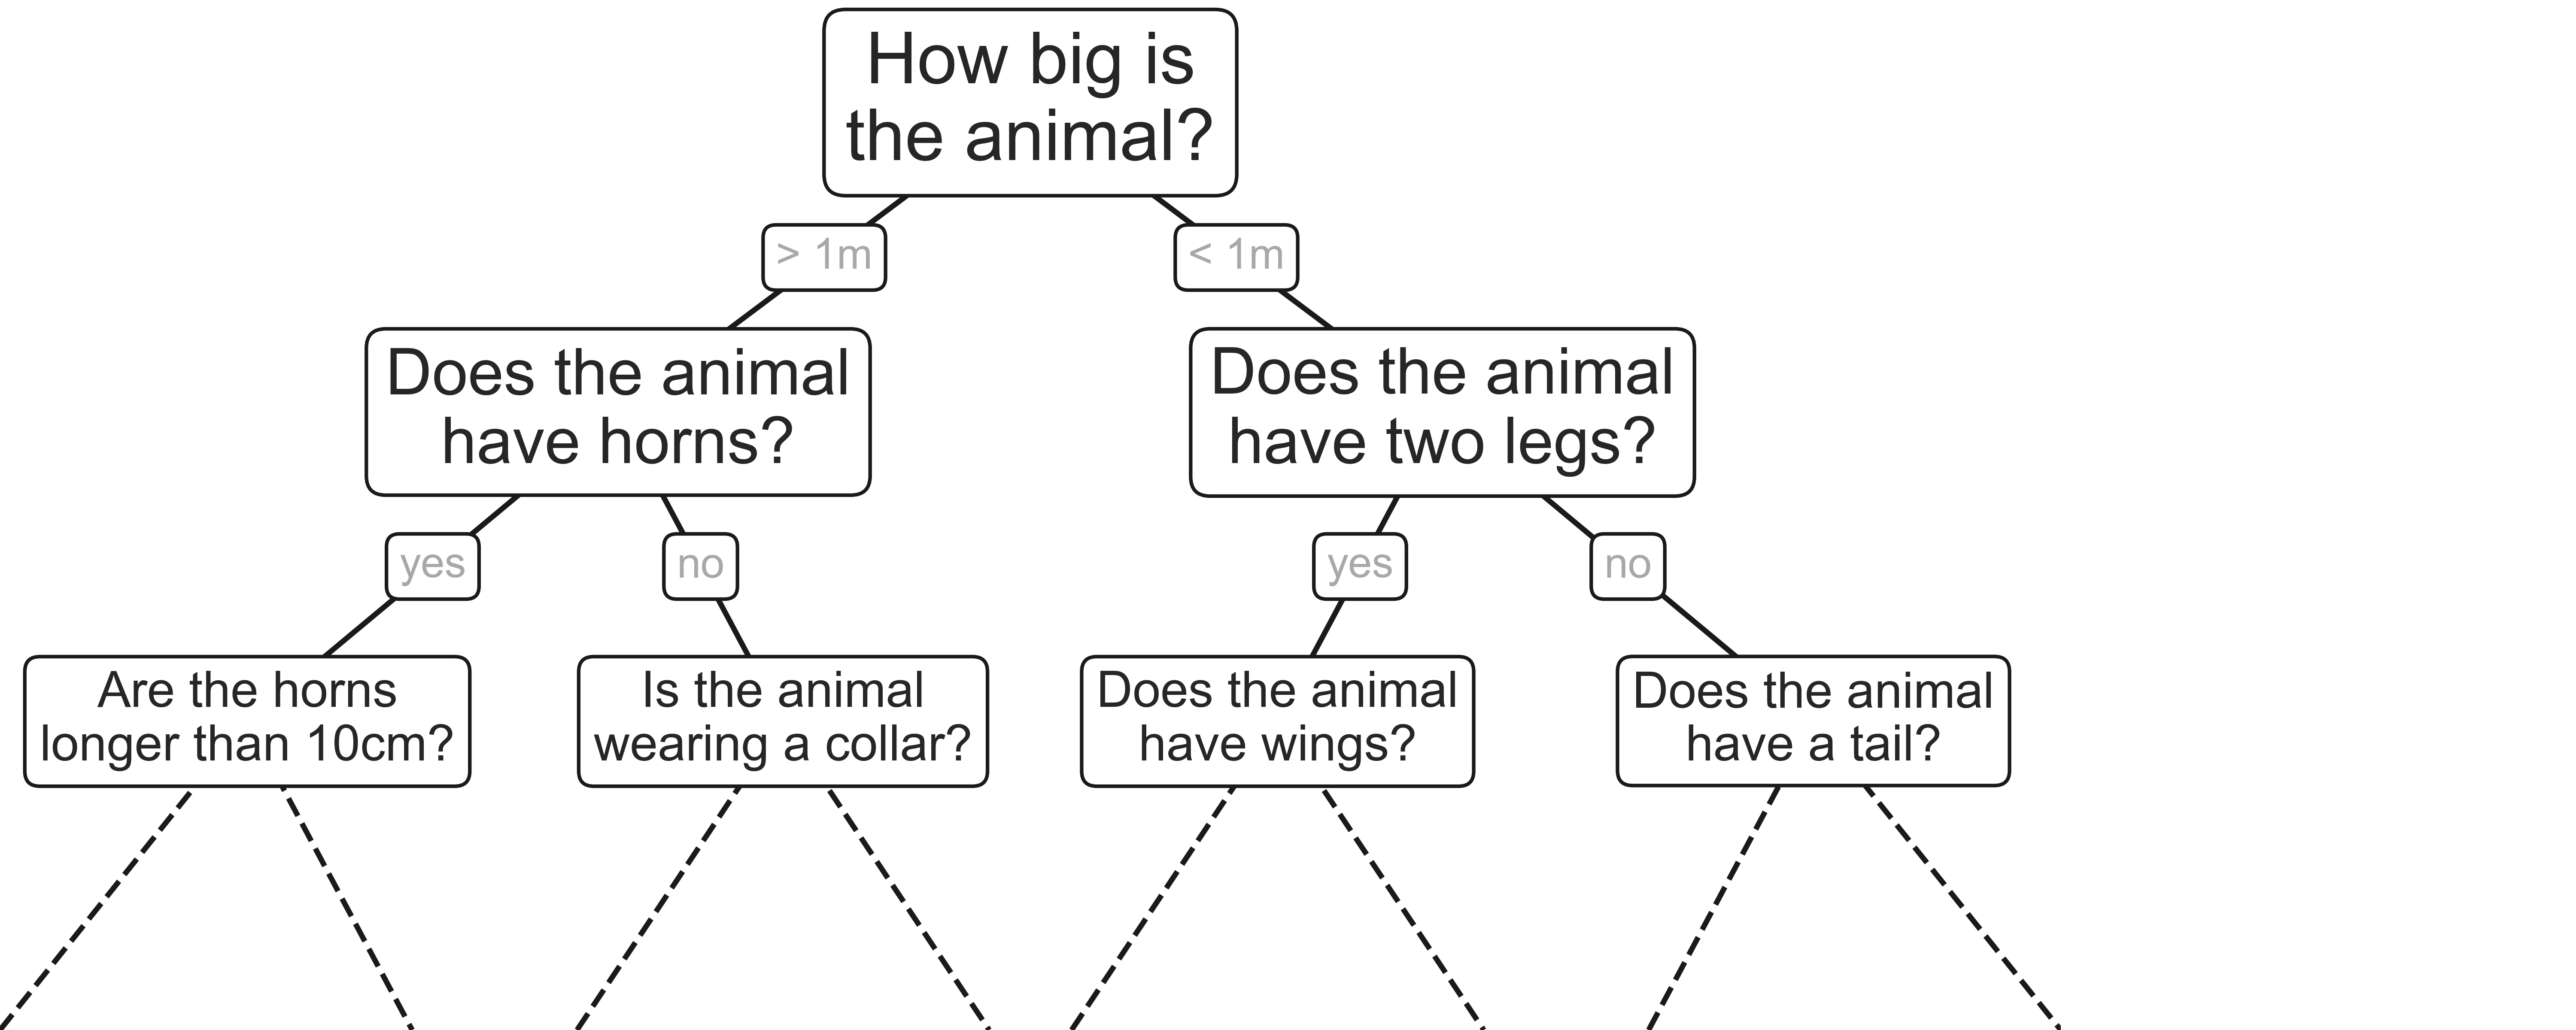 How big is
the animal?
> 1m
< 1m
Does the animal
have horns?
Does the animal
have two legs?
yes
no
yes
no
Are the horns
longer than 10cm?
Is the animal
wearing a collar?
Does the animal
have wings?
Does the animal
have a tail?